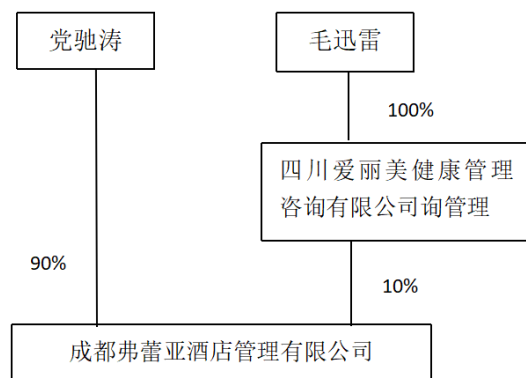 党驰涛
毛迅雷
100%
四川爱丽美健康管理
咨询有限公司询管理
90%
10%
成都弗蕾亚酒店管理有限公司